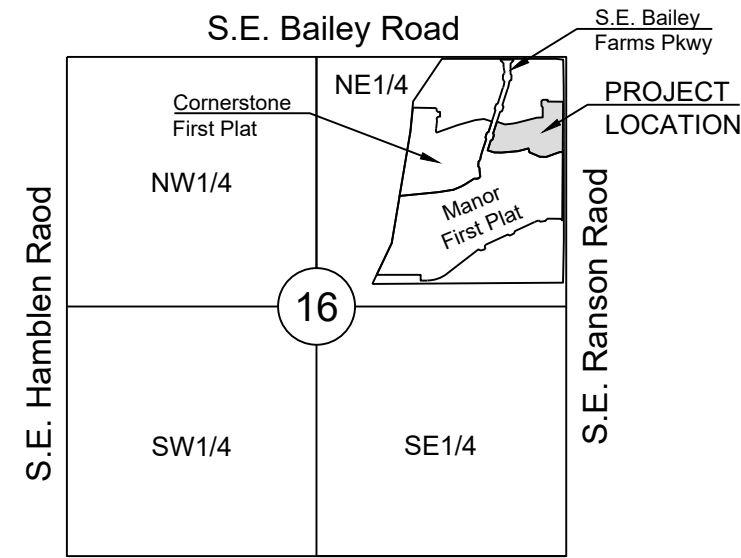 S.E. Bailey Road
S.E. Bailey
Farms Pkwy
NE1/4
PROJECT
LOCATION
Cornerstone
First Plat
NW1/4
Manor
First Plat
S.E. Hamblen Raod
16
S.E. Ranson Raod
SW1/4
SE1/4